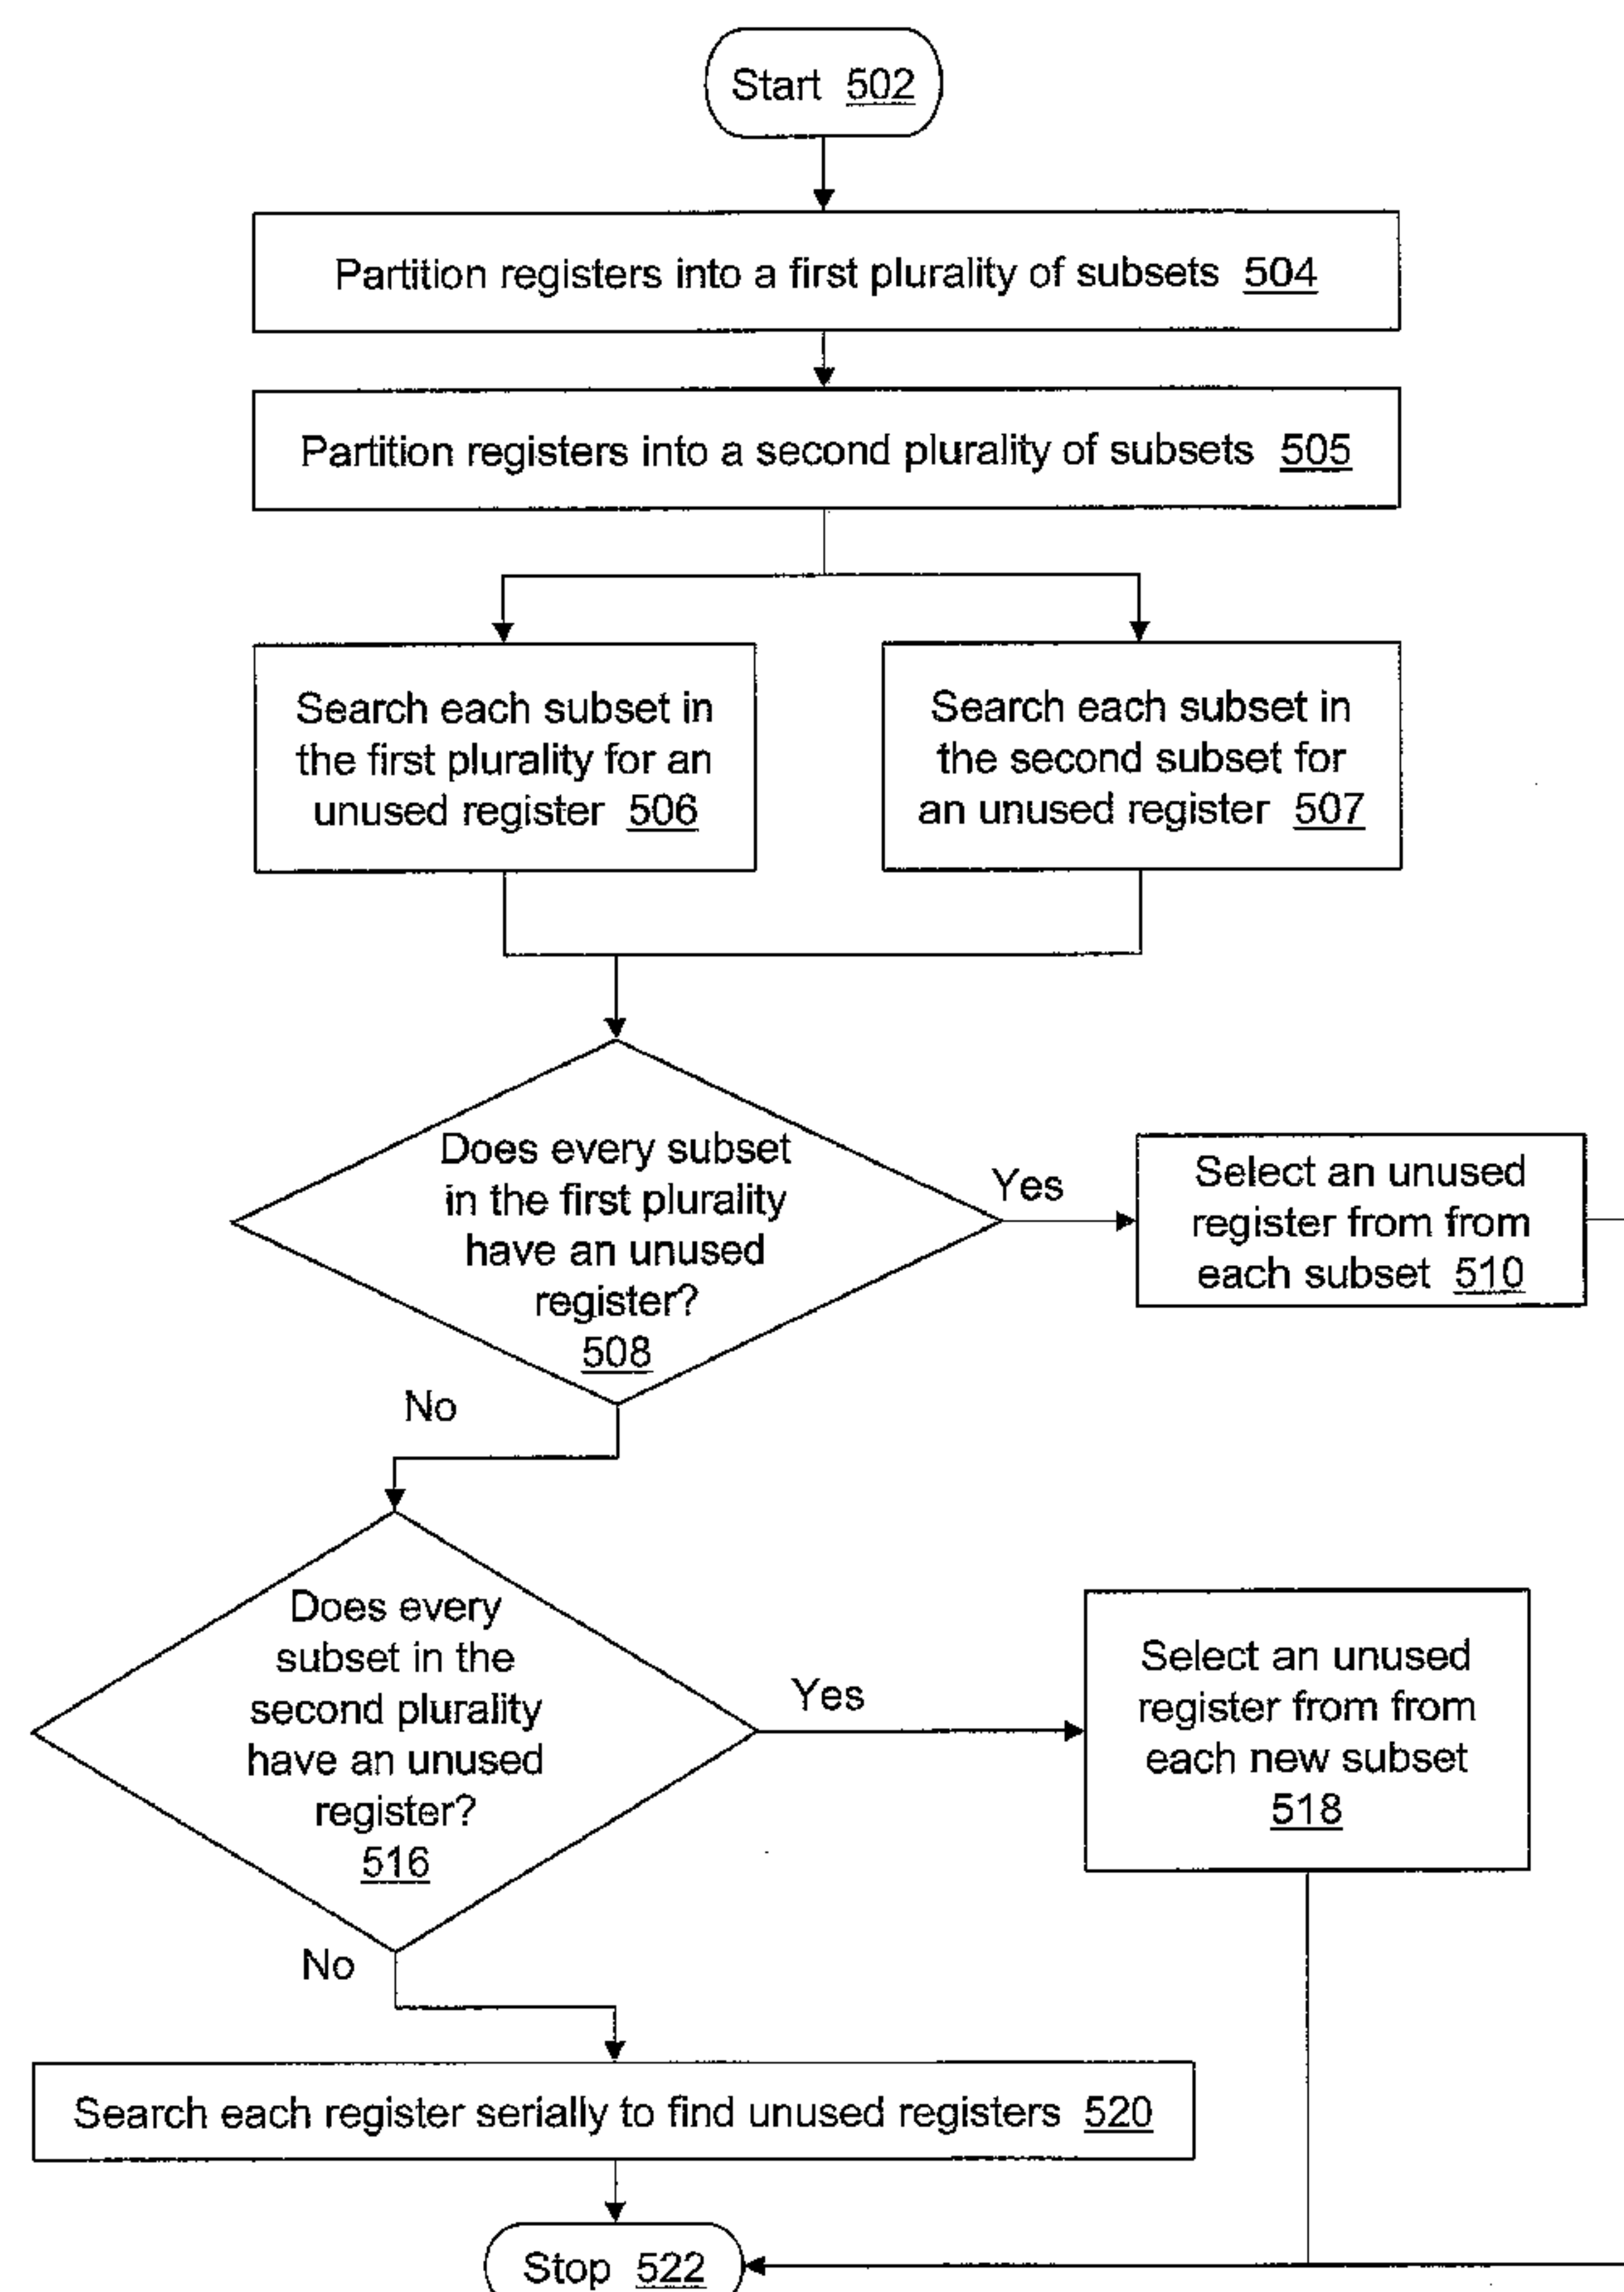 Start 502
Partition registers into a first plurality of subsets 504
Partition registers into a second plurality of subsets 505
Search each subset in
the first plurality for an
unused register 506
Search each subset in
the second subset for
an unused register 507
Does every subset
in the first plurality
have an unused
register?
508
Yes
Select an unused
register from from
each subset 510
No
Does every
subset in the
second plurality
have an unused
register?
516
Yes
Select an unused
register from from
each new subset
518
No
Search each register serially to find unused registers 520
Stop 522